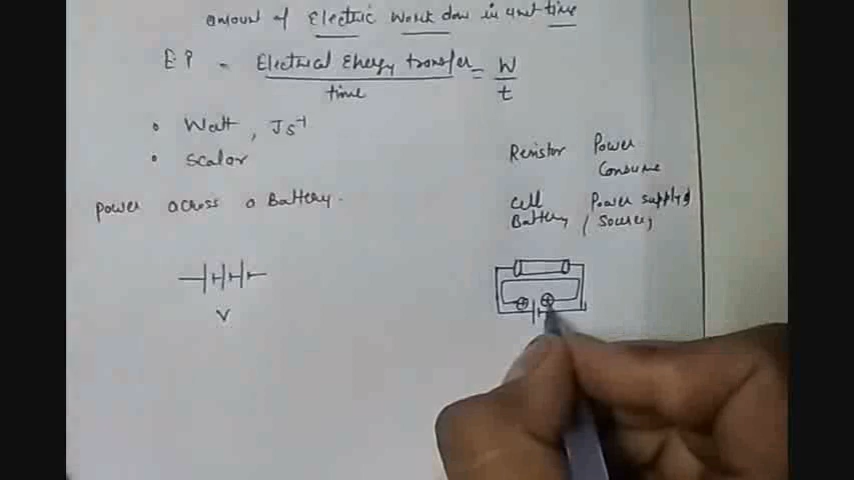 amount of Electric Work done in unit time
E.P = Electrical Energy transfer / time = W / t
• Watt, Js⁻¹
• Scalar
Power across a Battery.
Resistor Power Consume
Cell Battery Power supply / Source,
V